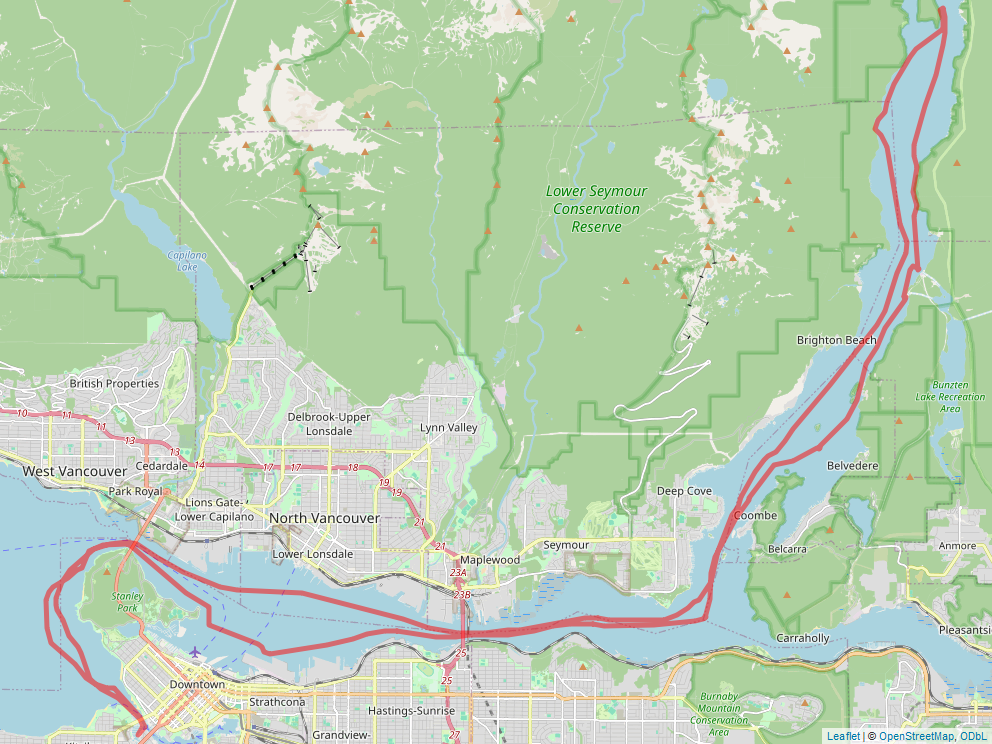 Lower Seymour
Conservation
Reserve
Capilano
Lake
Brighton Beach
British Properties
Bunzten
Lake Recreation
Area
10
11
11
13
Delbrook-Upper
Lonsdale
Lynn Valley
West Vancouver
Cedardale
14
17
17
18
19
19
Belvedere
Park Royal
Lions Gate-
Lower Capilano
North Vancouver
21
Deep Cove
Coombe
Lower Lonsdale
21
Maplewood
Seymour
Belcarra
Anmore
23A
23B
Stanley
Park
25
Carraholly
Pleasantsi
Downtown
Strathcona
25
Hastings-Sunrise
27
27
Grandview-
Burnaby
Mountain
Conservation
Area
Leaflet | © OpenStreetMap, ODbL